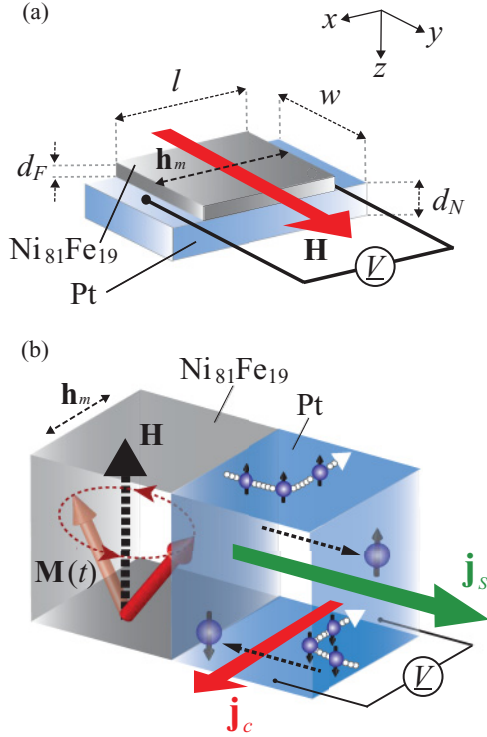 (a)
x
y
z
l
w
d_F
h_m
d_N
H
Ni81Fe19
Pt
V
(b)
Ni81Fe19
h_m
Pt
H
M(t)
j_s
j_c
V